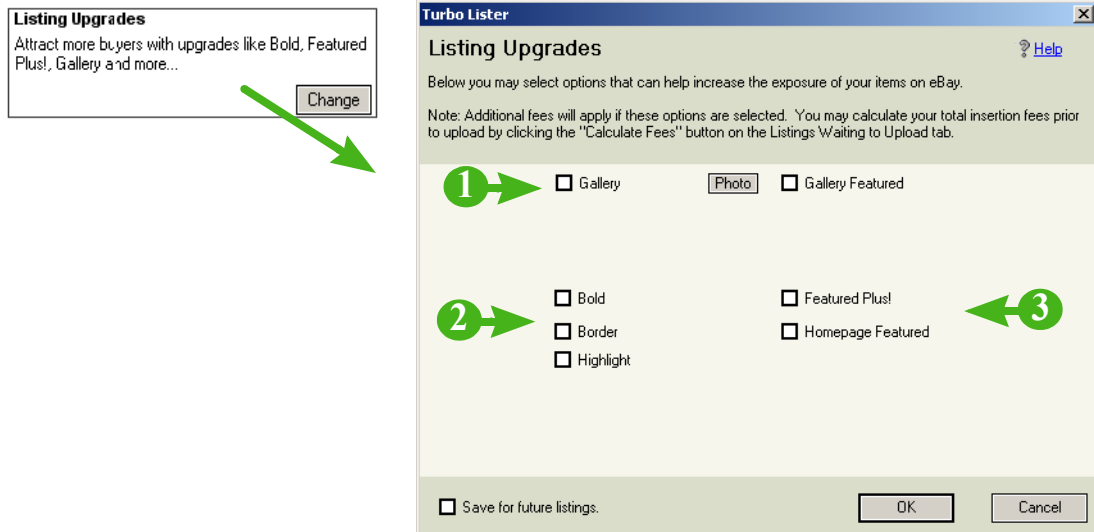 Listing Upgrades
Attract more buyers with upgrades like Bold, Featured
Plus!, Gallery and more...
Change
Turbo Lister
Listing Upgrades
? Help
Below you may select options that can help increase the exposure of your items on eBay.
Note: Additional fees will apply if these options are selected. You may calculate your total insertion fees prior
to upload by clicking the "Calculate Fees" button on the Listings Waiting to Upload tab.
1
Gallery
Photo
Gallery Featured
2
Bold
Featured Plus!
3
Border
Homepage Featured
Highlight
Save for future listings.
OK
Cancel